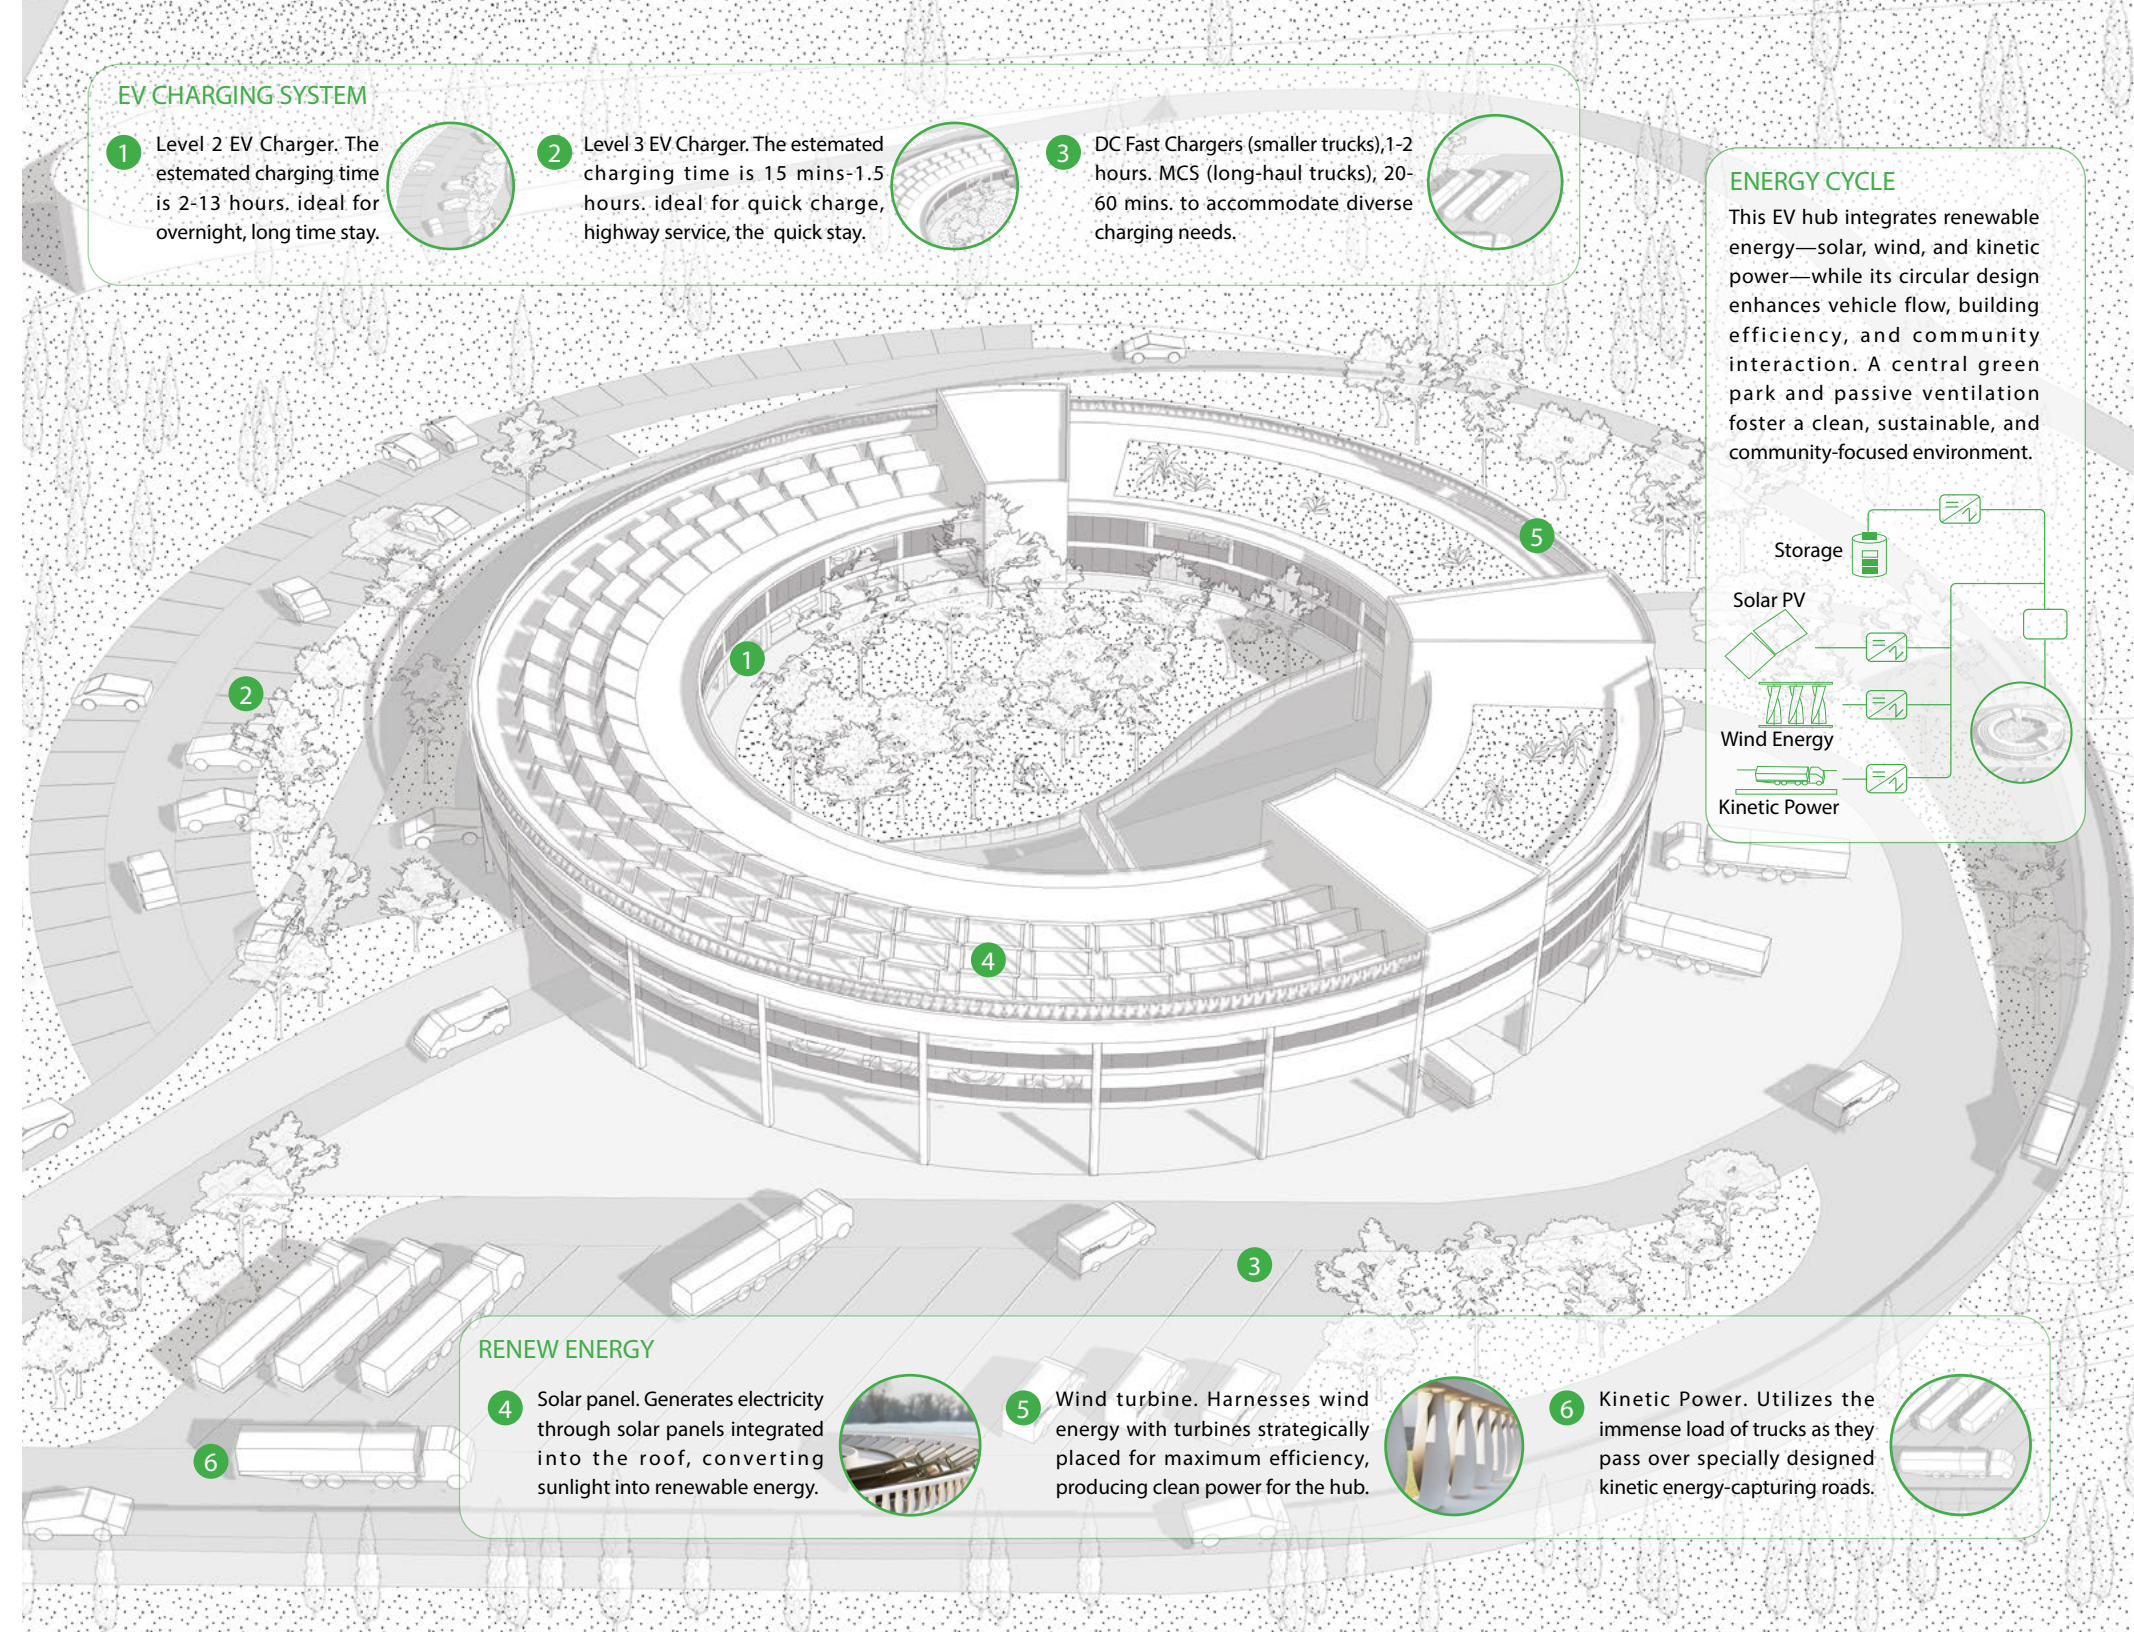 EV CHARGING SYSTEM
1
Level 2 EV Charger. The
estemated charging time
is 2-13 hours. ideal for
overnight, long time stay.
2
Level 3 EV Charger. The estemated
charging time is 15 mins-1.5
hours. ideal for quick charge,
highway service, the quick stay.
3
DC Fast Chargers (smaller trucks),1-2
hours. MCS (long-haul trucks), 20-
60 mins. to accommodate diverse
charging needs.
ENERGY CYCLE
This EV hub integrates renewable
energy—solar, wind, and kinetic
power—while its circular design
enhances vehicle flow, building
efficiency, and community
interaction. A central green
park and passive ventilation
foster a clean, sustainable, and
community-focused environment.
Storage
Solar PV
Wind Energy
Kinetic Power
5
1
2
4
3
6
RENEW ENERGY
4
Solar panel. Generates electricity
through solar panels integrated
into the roof, converting
sunlight into renewable energy.
5
Wind turbine. Harnesses wind
energy with turbines strategically
placed for maximum efficiency,
producing clean power for the hub.
6
Kinetic Power. Utilizes the
immense load of trucks as they
pass over specially designed
kinetic energy-capturing roads.